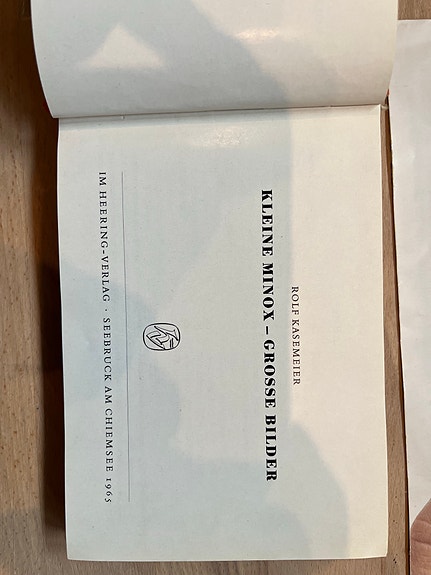 ROLF KASEMEIER
KLEINE MINOX – GROSSE BILDER
IM HEERING-VERLAG · SEEBRUCK AM CHIEMSEE 1965